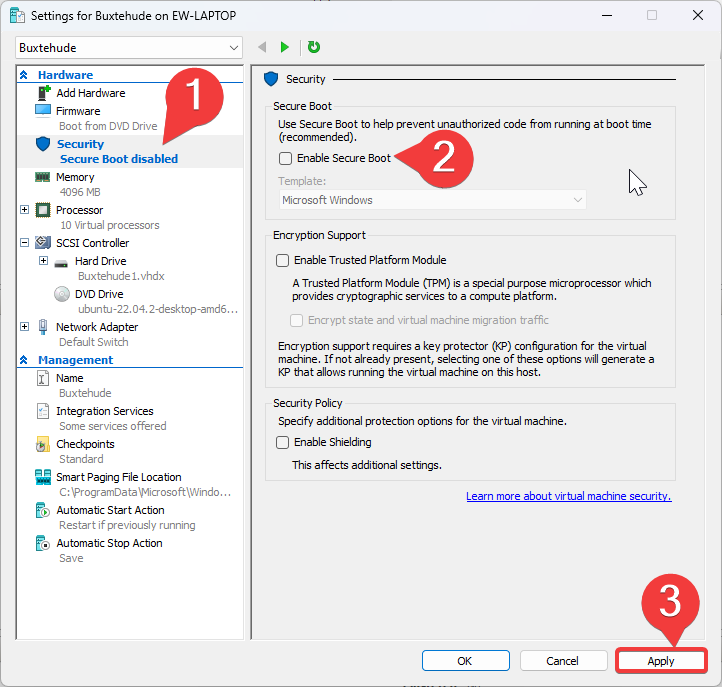 Settings for Buxtehude on EW-LAPTOP
Buxtehude
Hardware
Add Hardware
Firmware
Boot from DVD Drive
Security
Secure Boot disabled
Memory
4096 MB
Processor
10 Virtual processors
SCSI Controller
Hard Drive
Buxtehude1.vhdx
DVD Drive
ubuntu-22.04.2-desktop-amd6...
Network Adapter
Default Switch
Management
Name
Buxtehude
Integration Services
Some services offered
Checkpoints
Standard
Smart Paging File Location
C:\ProgramData\Microsoft\Windo...
Automatic Start Action
Restart if previously running
Automatic Stop Action
Save
1
Security
Secure Boot
Use Secure Boot to help prevent unauthorized code from running at boot time
(recommended).
Enable Secure Boot
2
Template:
Microsoft Windows
Encryption Support
Enable Trusted Platform Module
A Trusted Platform Module (TPM) is a special purpose microprocessor which
provides cryptographic services to a compute platform.
Encrypt state and virtual machine migration traffic
Encryption support requires a key protector (KP) configuration for the virtual
machine. If not already present, selecting one of these options will generate a
KP that allows running the virtual machine on this host.
Security Policy
Specify additional protection options for the virtual machine.
Enable Shielding
This affects additional settings.
Learn more about virtual machine security.
3
OK
Cancel
Apply